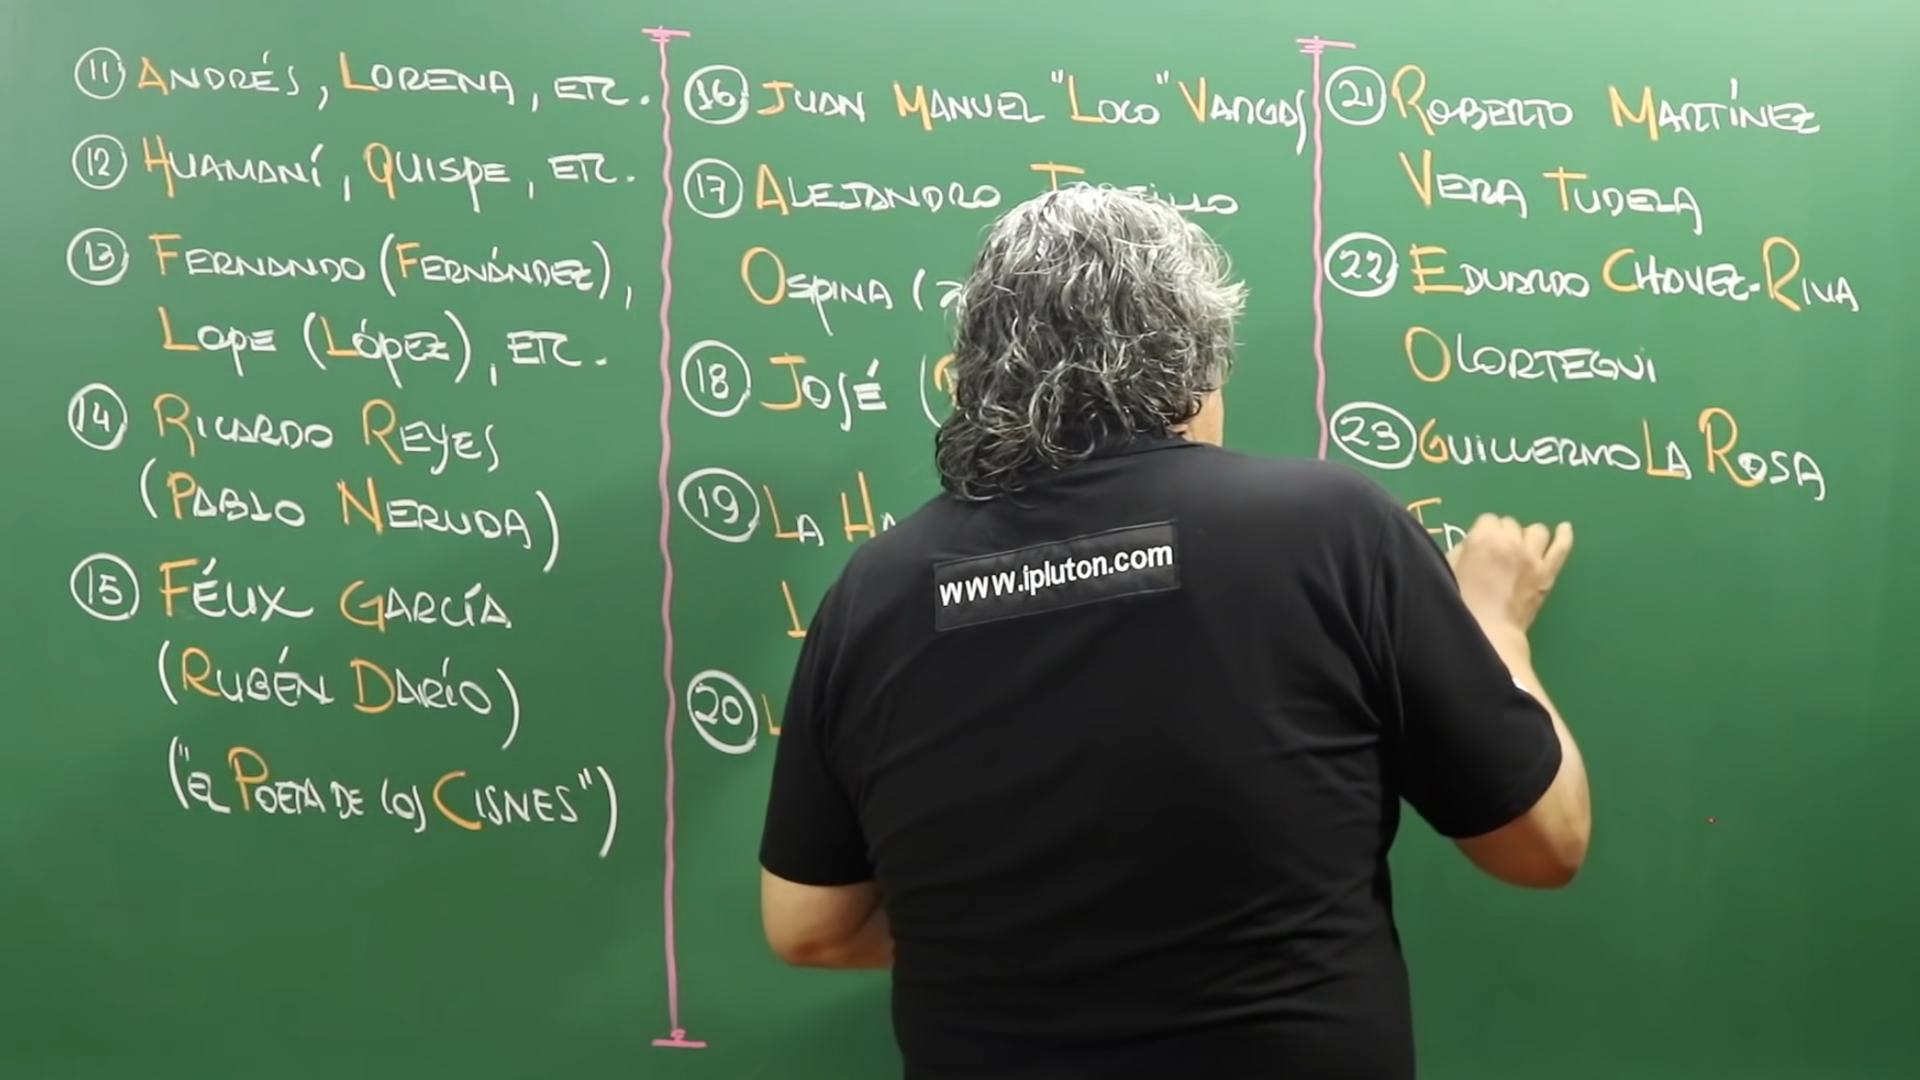 11 ANDRÉS, LORENA, ETC.
12 HUAMANÍ, QUISPE, ETC.
13 FERNANDO (FERNÁNDEZ),
LOPE (LÓPEZ), ETC.
14 RICARDO REYES
(PABLO NERUDA)
15 FÉLIX GARCÍA
(RUBÉN DARÍO)
("EL POETA DE LOS CISNES")
16 JUAN MANUEL "LOCO" VARGAS
17 ALEJANDRO
OSPINA (
18 JOSÉ (
19 LA
20
21 ROBERTO MARTÍNEZ
VERA TUDELA
22 EDUARDO CHAVEZ-RIVA
OLORTEGUI
23 GUILLERMO LA ROSA
www.ipluton.com